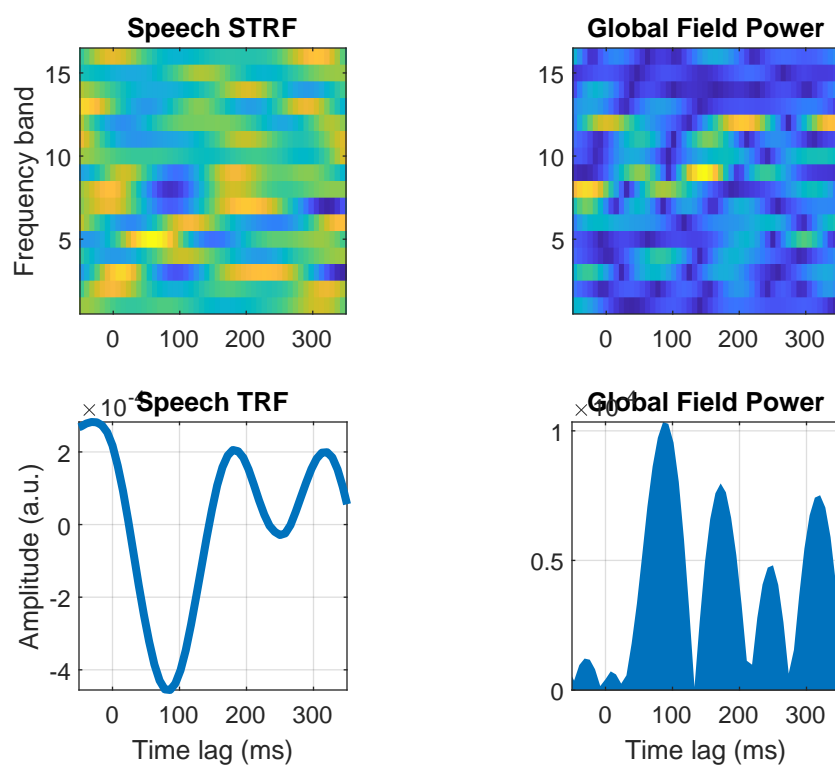 Speech STRF
Global Field Power
Frequency band
15
10
5
0 100 200 300
15
10
5
0 100 200 300
× 10⁻⁴
Speech TRF
Global Field Power
Amplitude (a.u.)
2
0
-2
-4
0 100 200 300
Time lag (ms)
1
0.5
0
0 100 200 300
Time lag (ms)